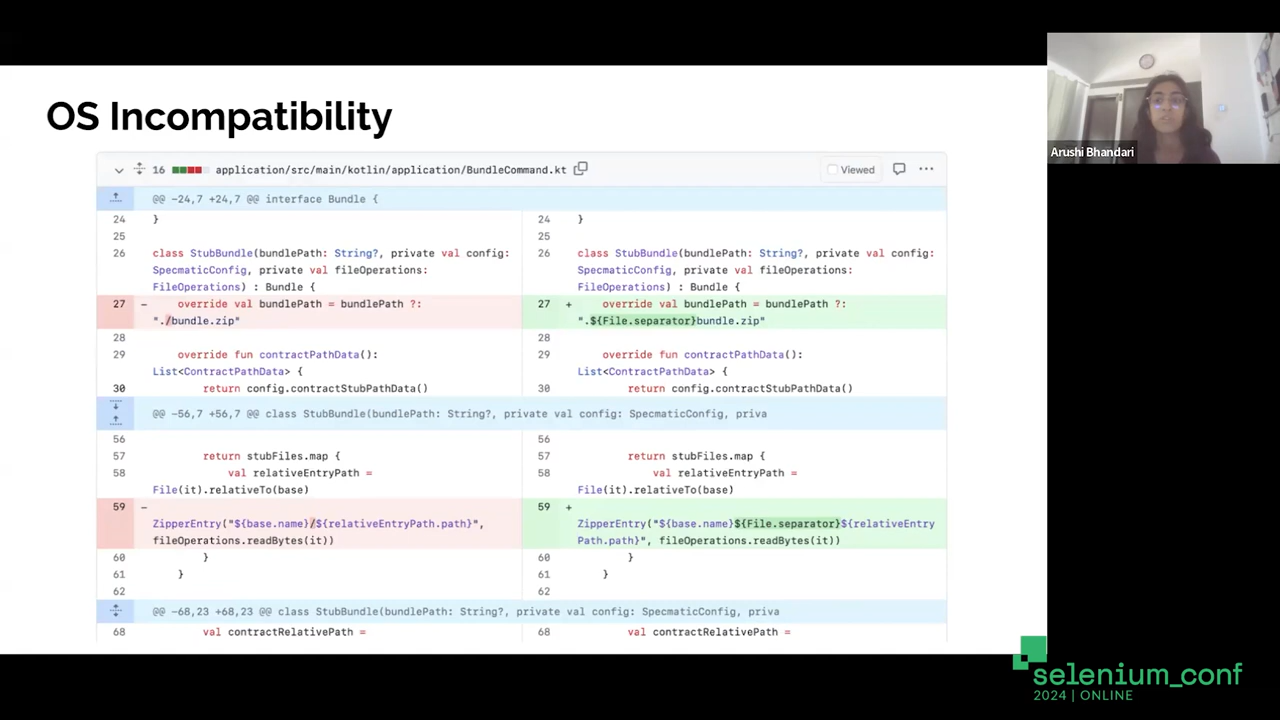 OS Incompatibility
16 application/src/main/kotlin/application/BundleCommand.kt Viewed ...
@@ -24,7 +24,7 @@ interface Bundle {
24 }
25
26 class StubBundle(bundlePath: String?, private val config:
SpecmaticConfig, private val fileOperations:
FileOperations) : Bundle {
27 - override val bundlePath = bundlePath ?:
"./bundle.zip"
28
29 override fun contractPathData():
List<ContractPathData> {
30 return config.contractStubPathData()
24 }
25
26 class StubBundle(bundlePath: String?, private val config:
SpecmaticConfig, private val fileOperations:
FileOperations) : Bundle {
27 + override val bundlePath = bundlePath ?:
".${File.separator}bundle.zip"
28
29 override fun contractPathData():
List<ContractPathData> {
30 return config.contractStubPathData()
@@ -56,7 +56,7 @@ class StubBundle(bundlePath: String?, private val config: SpecmaticConfig, priva
56
57 return stubFiles.map {
58 val relativeEntryPath =
File(it).relativeTo(base)
59 -
ZipperEntry("${base.name}/${relativeEntryPath.path}",
fileOperations.readBytes(it))
60 }
61 }
62
56
57 return stubFiles.map {
58 val relativeEntryPath =
File(it).relativeTo(base)
59 +
ZipperEntry("${base.name}${File.separator}${relativeEntry
Path.path}", fileOperations.readBytes(it))
60 }
61 }
62
@@ -68,23 +68,23 @@ class StubBundle(bundlePath: String?, private val config: SpecmaticConfig, priva
68 val contractRelativePath =
68 val contractRelativePath =
Arushi Bhandari
selenium_conf
2024 | ONLINE